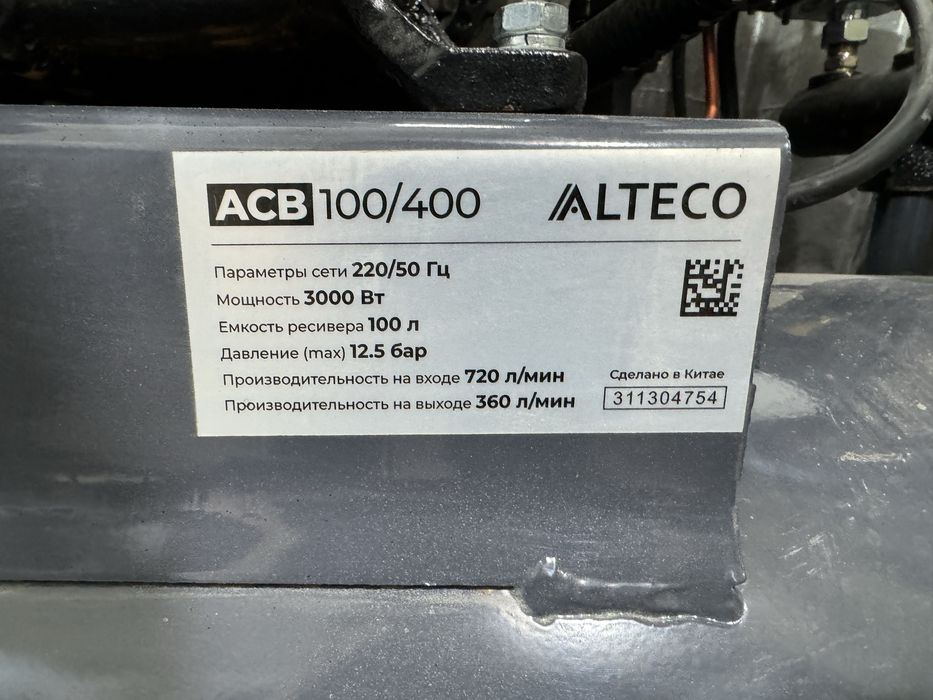 ACB 100/400 ALTECO
Параметры сети 220/50 Гц
Мощность 3000 Вт
Емкость ресивера 100 л
Давление (max) 12.5 бар
Производительность на входе 720 л/мин
Производительность на выходе 360 л/мин
Сделано в Китае
311304754